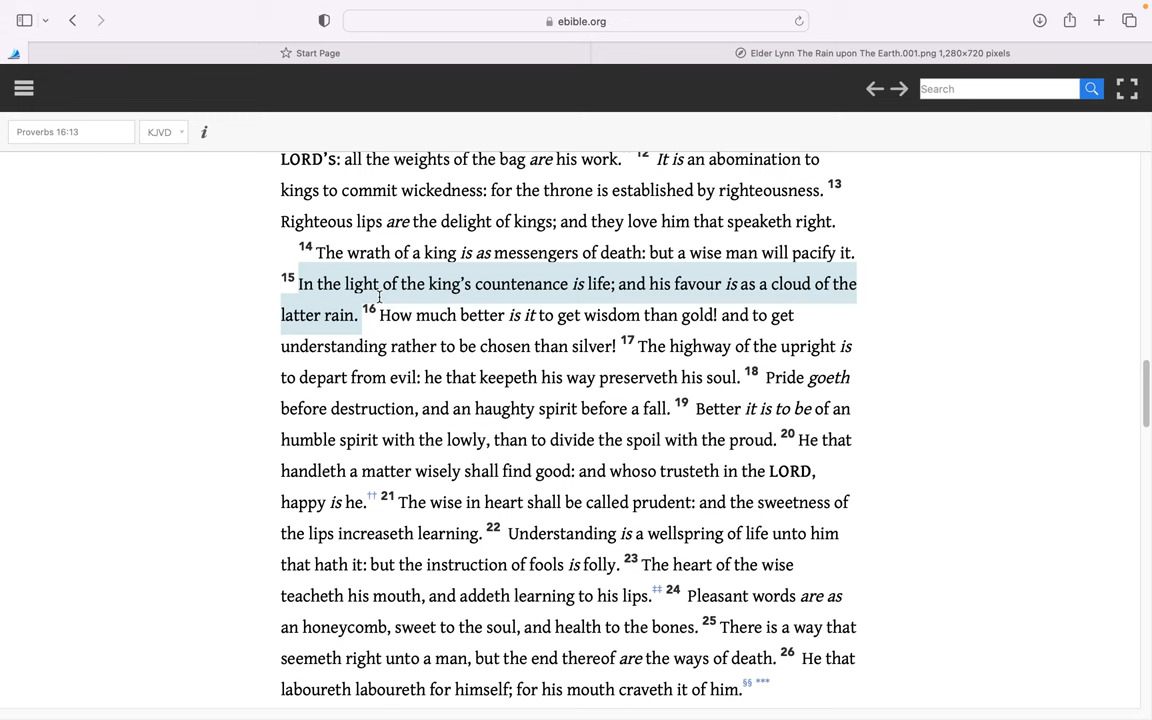 ebible.org
Start Page
Elder Lynn The Rain upon The Earth.001.png 1,280×720 pixels
Search
Proverbs 16:13
KJVD
i
LORD'S: all the weights of the bag are his work. 12 It is an abomination to
kings to commit wickedness: for the throne is established by righteousness. 13
Righteous lips are the delight of kings; and they love him that speaketh right.
14 The wrath of a king is as messengers of death: but a wise man will pacify it.
15 In the light of the king's countenance is life; and his favour is as a cloud of the
latter rain. 16 How much better is it to get wisdom than gold! and to get
understanding rather to be chosen than silver! 17 The highway of the upright is
to depart from evil: he that keepeth his way preserveth his soul. 18 Pride goeth
before destruction, and an haughty spirit before a fall. 19 Better it is to be of an
humble spirit with the lowly, than to divide the spoil with the proud. 20 He that
handleth a matter wisely shall find good: and whoso trusteth in the LORD,
happy is he.†† 21 The wise in heart shall be called prudent: and the sweetness of
the lips increaseth learning. 22 Understanding is a wellspring of life unto him
that hath it: but the instruction of fools is folly. 23 The heart of the wise
teacheth his mouth, and addeth learning to his lips.‡‡ 24 Pleasant words are as
an honeycomb, sweet to the soul, and health to the bones. 25 There is a way that
seemeth right unto a man, but the end thereof are the ways of death. 26 He that
laboureth laboureth for himself; for his mouth craveth it of him.§§ ***